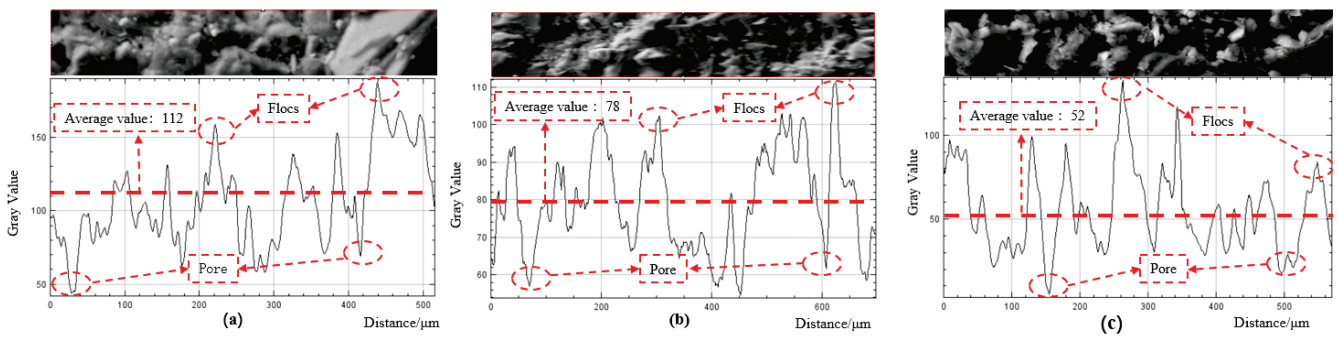 Gray Value
150
100
50
Average value：112
Flocs
Pore
0
100
200
300
400
500
(a)
Distance/μm
Gray Value
110
100
90
80
70
60
Average value： 78
Flocs
Pore
0
200
400
600
(b)
Distance/μm
Gray Value
100
50
Average value：52
Flocs
Pore
0
100
200
300
400
500
(c)
Distance/μm